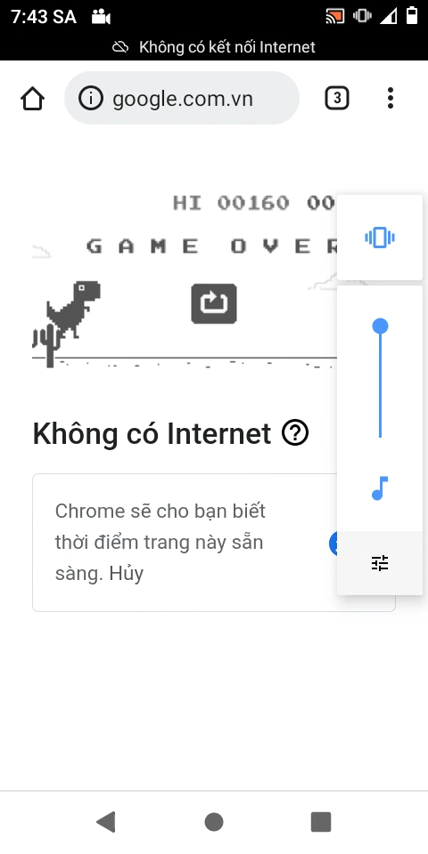 7:43 SA
Không có kết nối Internet
google.com.vn
3
HI 00160 00
GAME OVER
Không có Internet
Chrome sẽ cho bạn biết
thời điểm trang này sẵn
sàng. Hủy